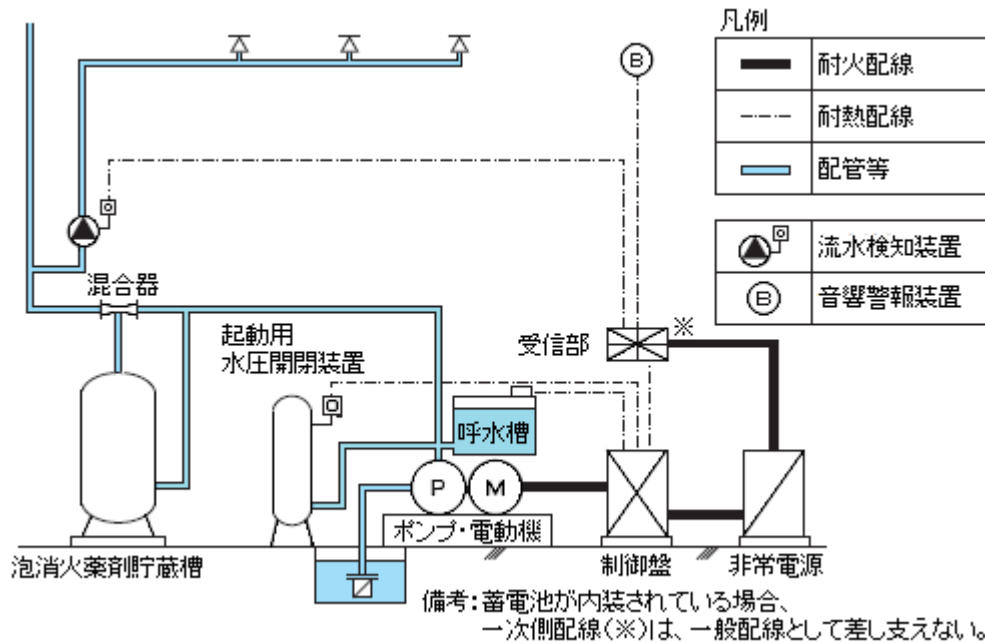 凡例
耐火配線
耐熱配線
配管等
流水検知装置
B
音響警報装置
B
混合器
起動用
水圧開閉装置
受信部
※
呼水槽
P
M
ポンプ・電動機
泡消火薬剤貯蔵槽
制御盤
非常電源
備考：蓄電池が内装されている場合、
一次側配線(※)は、一般配線として差し支えない。